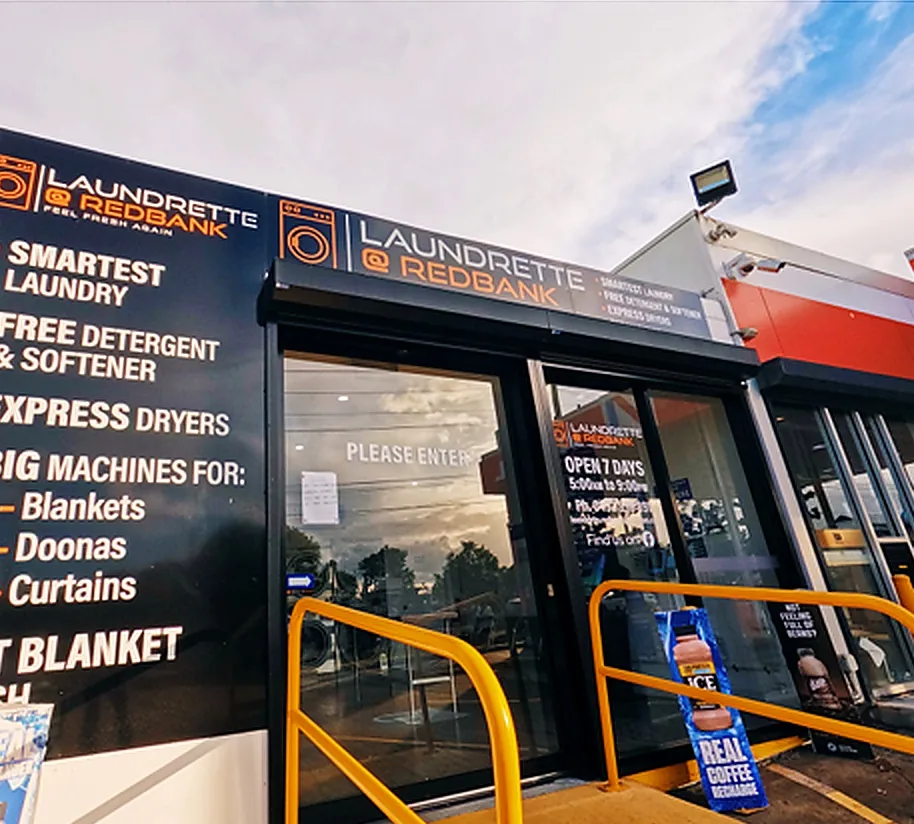 LAUNDRETTE
@ REDBANK
FEEL FRESH AGAIN
SMARTEST
LAUNDRY
FREE DETERGENT
& SOFTENER
EXPRESS DRYERS
BIG MACHINES FOR:
– Blankets
– Doonas
– Curtains
BLANKET
LAUNDRETTE
@ REDBANK
• SMARTEST LAUNDRY
• FREE DETERGENT & SOFTENER
• EXPRESS DRYERS
PLEASE ENTER
LAUNDRETTE
@ REDBANK
OPEN 7 DAYS
5:00AM to 9:00PM
Find us on
ICE
REAL
COFFEE
RECHARGE
NOT
FEELING
FULL OF
BEANS?